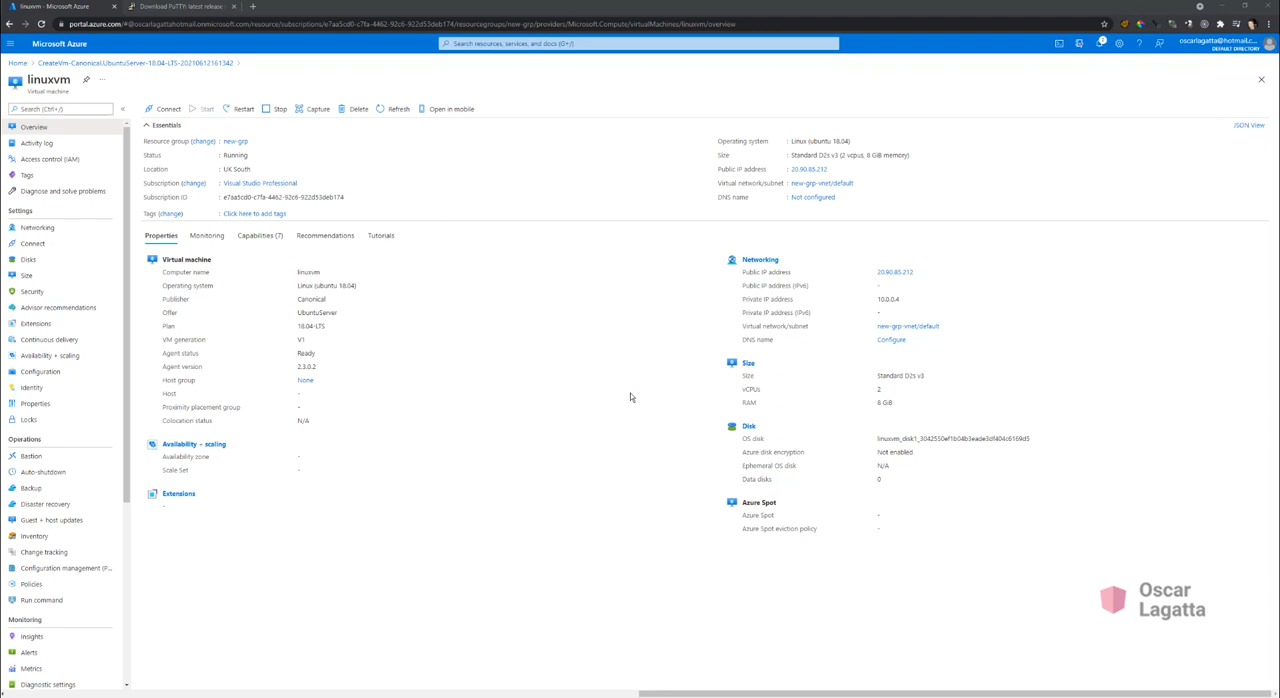 linuxvm - Microsoft Azure
Download PuTTY: latest release
portal.azure.com/#@oscarlagattahotmail.onmicrosoft.com/resource/subscriptions/e7aa5cd0-c7fa-4462-92c6-922d53deb174/resourcegroups/new-grp/providers/Microsoft.Compute/virtualMachines/linuxvm/overview
Microsoft Azure
Search resources, services, and docs (G+/)
oscarlagatta@hotmail.c...
DEFAULT DIRECTORY
Home > CreateVm-Canonical.UbuntuServer-18.04-LTS-20210612161342 >
linuxvm
Virtual machine
Search (Ctrl+/)
Connect Start Restart Stop Capture Delete Refresh Open in mobile
Overview
Activity log
Access control (IAM)
Tags
Diagnose and solve problems
Settings
Networking
Connect
Disks
Size
Security
Advisor recommendations
Extensions
Continuous delivery
Availability + scaling
Configuration
Identity
Properties
Locks
Operations
Bastion
Auto-shutdown
Backup
Disaster recovery
Guest + host updates
Inventory
Change tracking
Configuration management (P...
Policies
Run command
Monitoring
Insights
Alerts
Metrics
Diagnostic settings
Essentials
JSON View
Resource group (change) : new-grp
Status : Running
Location : UK South
Subscription (change) : Visual Studio Professional
Subscription ID : e7aa5cd0-c7fa-4462-92c6-922d53deb174
Tags (change) : Click here to add tags
Operating system : Linux (ubuntu 18.04)
Size : Standard D2s v3 (2 vcpus, 8 GiB memory)
Public IP address : 20.90.85.212
Virtual network/subnet : new-grp-vnet/default
DNS name : Not configured
Properties Monitoring Capabilities (7) Recommendations Tutorials
Virtual machine
Computer name linuxvm
Operating system Linux (ubuntu 18.04)
Publisher Canonical
Offer UbuntuServer
Plan 18.04-LTS
VM generation V1
Agent status Ready
Agent version 2.3.0.2
Host group None
Host -
Proximity placement group -
Colocation status N/A
Availability + scaling
Availability zone -
Scale Set -
Extensions
-
Networking
Public IP address 20.90.85.212
Public IP address (IPv6) -
Private IP address 10.0.0.4
Private IP address (IPv6) -
Virtual network/subnet new-grp-vnet/default
DNS name Configure
Size
Size Standard D2s v3
vCPUs 2
RAM 8 GiB
Disk
OS disk linuxvm_disk1_3042550ef1b04b3eade3df404c6169d5
Azure disk encryption Not enabled
Ephemeral OS disk N/A
Data disks 0
Azure Spot
Azure Spot -
Azure Spot eviction policy -
Oscar
Lagatta